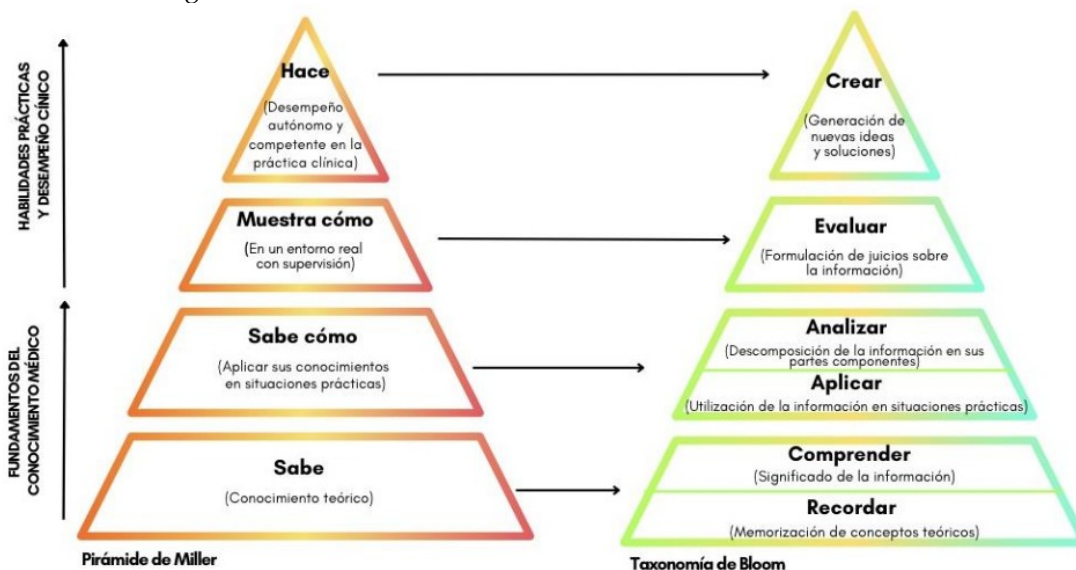 HABILIDADES PRÁCTICAS
Y DESEMPEÑO CÍNICO
FUNDAMENTOS DEL
CONOCIMIENTO MÉDICO
Hace
(Desempeño
autónomo y
competente en la
práctica clínica)
Muestra cómo
(En un entorno real
con supervisión)
Sabe cómo
(Aplicar sus conocimientos
en situaciones prácticas)
Sabe
(Conocimiento teórico)
Pirámide de Miller
Crear
(Generación de
nuevas ideas
y soluciones)
Evaluar
(Formulación de juicios sobre
la información)
Analizar
(Descomposición de la información en sus
partes componentes)
Aplicar
(Utilización de la información en situaciones prácticas)
Comprender
(Significado de la información)
Recordar
(Memorización de conceptos teóricos)
Taxonomía de Bloom